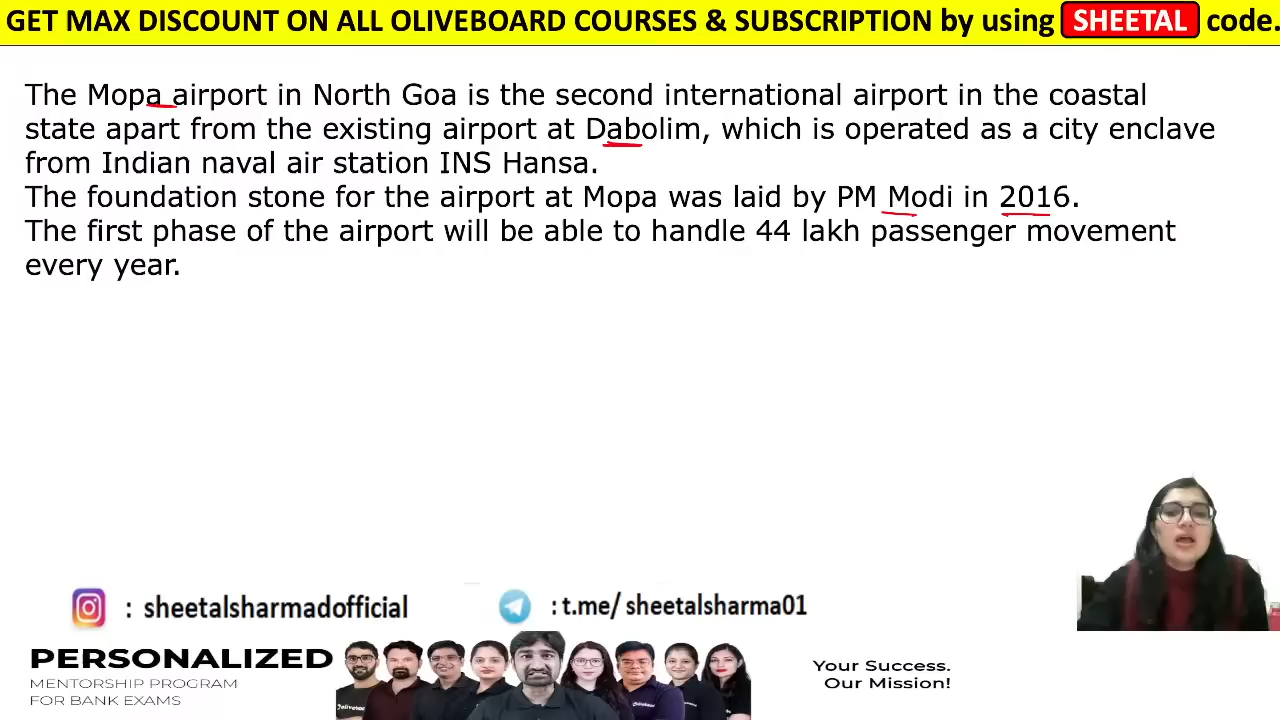 GET MAX DISCOUNT ON ALL OLIVEBOARD COURSES & SUBSCRIPTION by using SHEETAL code.
The Mopa airport in North Goa is the second international airport in the coastal
state apart from the existing airport at Dabolim, which is operated as a city enclave
from Indian naval air station INS Hansa.
The foundation stone for the airport at Mopa was laid by PM Modi in 2016.
The first phase of the airport will be able to handle 44 lakh passenger movement
every year.
: sheetalsharmadofficial
: t.me/ sheetalsharma01
PERSONALIZED
MENTORSHIP PROGRAM
FOR BANK EXAMS
Your Success.
Our Mission!